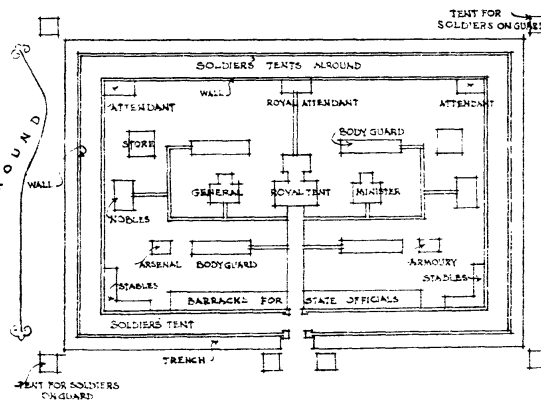 TENT FOR
SOLDIERS ON GUARD
SOLDIERS TENTS AROUND
WALL
ATTENDANT
ROYAL ATTENDANT
ATTENDANT
STORE
BODY GUARD
OUND
WALL
GENERAL
ROYAL TENT
MINISTER
NOBLES
ARSENAL
BODYGUARD
ARMOURY
STABLES
STABLES
BARRACKS FOR STATE OFFICIALS
SOLDIERS TENT
TRENCH
TENT FOR SOLDIERS
ON GUARD